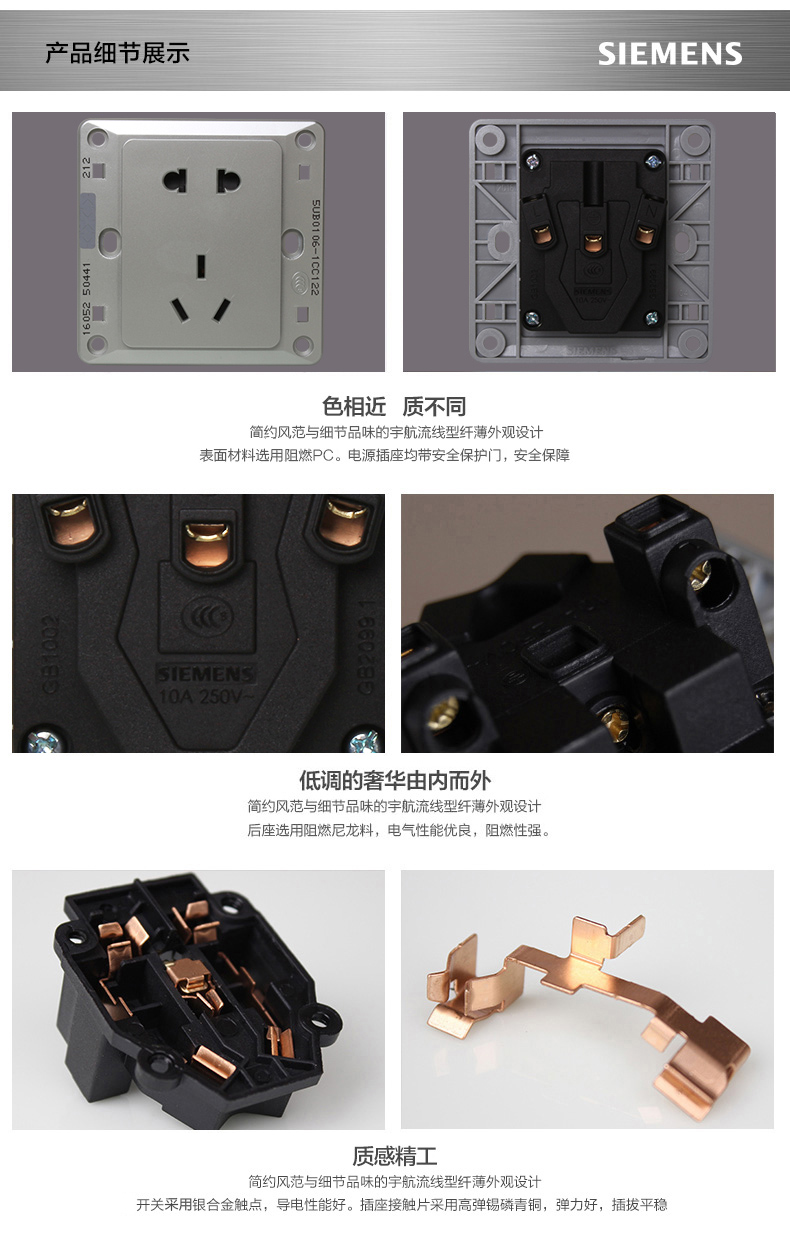 产品细节展示
SIEMENS
212
5UB0106-1CC122
16052 50441
SIEMENS
10A 250V~
SIEMENS
色相近 质不同
简约风范与细节品味的宇航流线型纤薄外观设计
表面材料选用阻燃PC。电源插座均带安全保护门，安全保障
GB1002
GB2099.1
SIEMENS
10A 250V~
低调的奢华由内而外
简约风范与细节品味的宇航流线型纤薄外观设计
后座选用阻燃尼龙料，电气性能优良，阻燃性强。
质感精工
简约风范与细节品味的宇航流线型纤薄外观设计
开关采用银合金触点，导电性能好。插座接触片采用高弹锡磷青铜，弹力好，插拔平稳